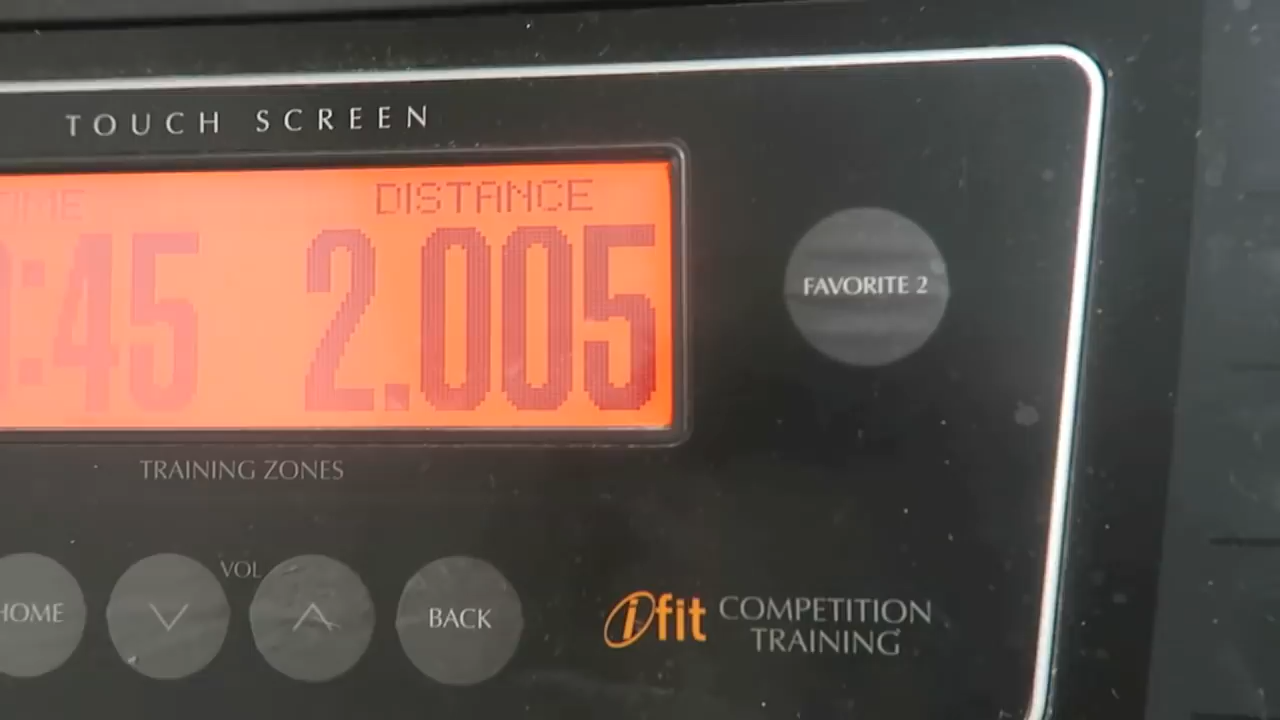 TOUCH SCREEN
DISTANCE
:45 2.005
FAVORITE 2
TRAINING ZONES
VOL
HOME
BACK
ifit COMPETITION
TRAINING